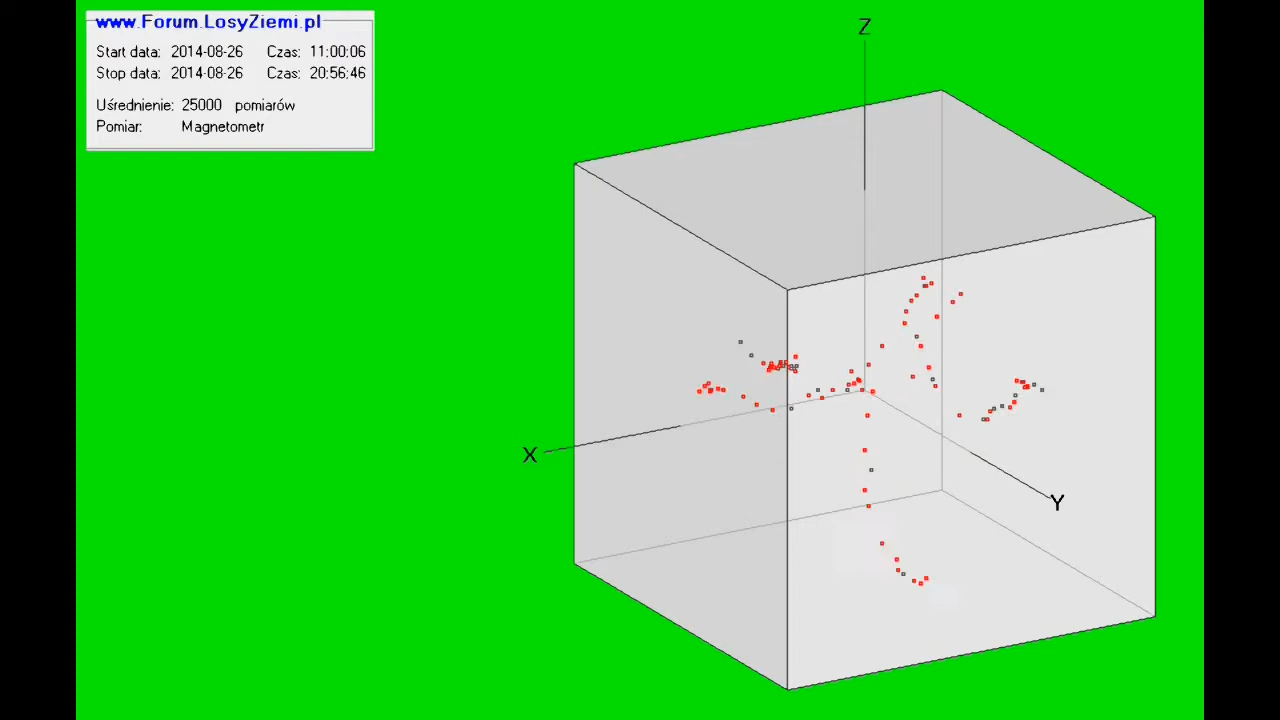 www.Forum.LosyZiemi.pl
Start data: 2014-08-26 Czas: 11:00:06
Stop data: 2014-08-26 Czas: 20:56:46
Uśrednienie: 25000 pomiarów
Pomiar: Magnetometr
Z
X
Y